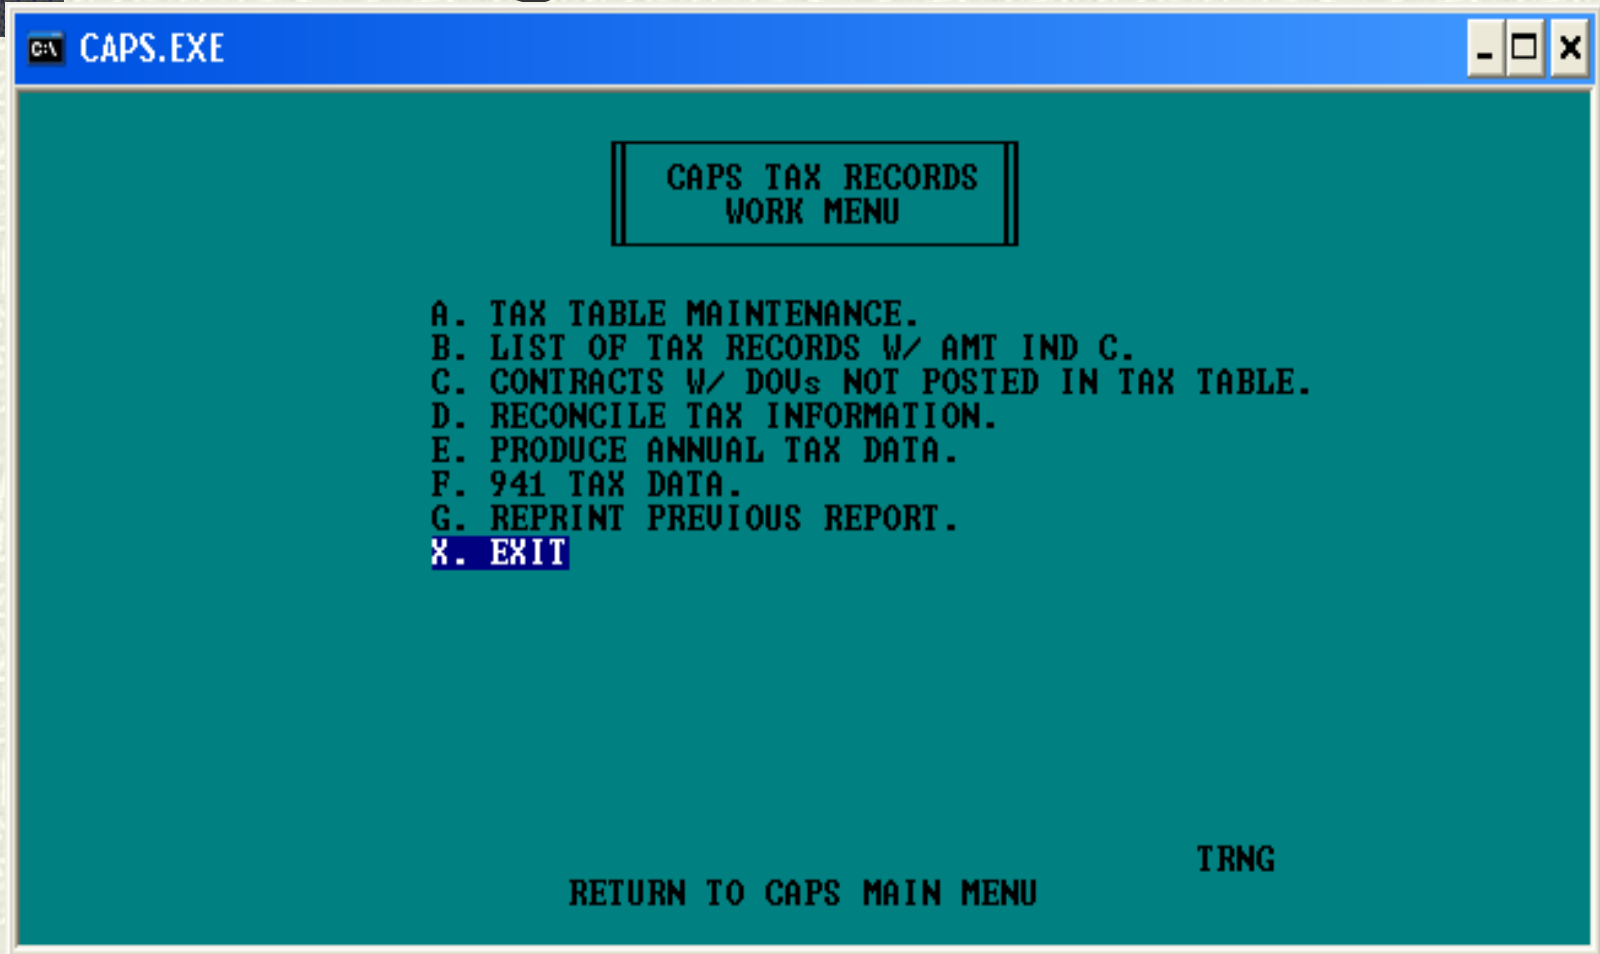 C:\ CAPS.EXE
CAPS TAX RECORDS
WORK MENU
A. TAX TABLE MAINTENANCE.
B. LIST OF TAX RECORDS W/ AMT IND C.
C. CONTRACTS W/ DOVs NOT POSTED IN TAX TABLE.
D. RECONCILE TAX INFORMATION.
E. PRODUCE ANNUAL TAX DATA.
F. 941 TAX DATA.
G. REPRINT PREVIOUS REPORT.
X. EXIT
TRNG
RETURN TO CAPS MAIN MENU